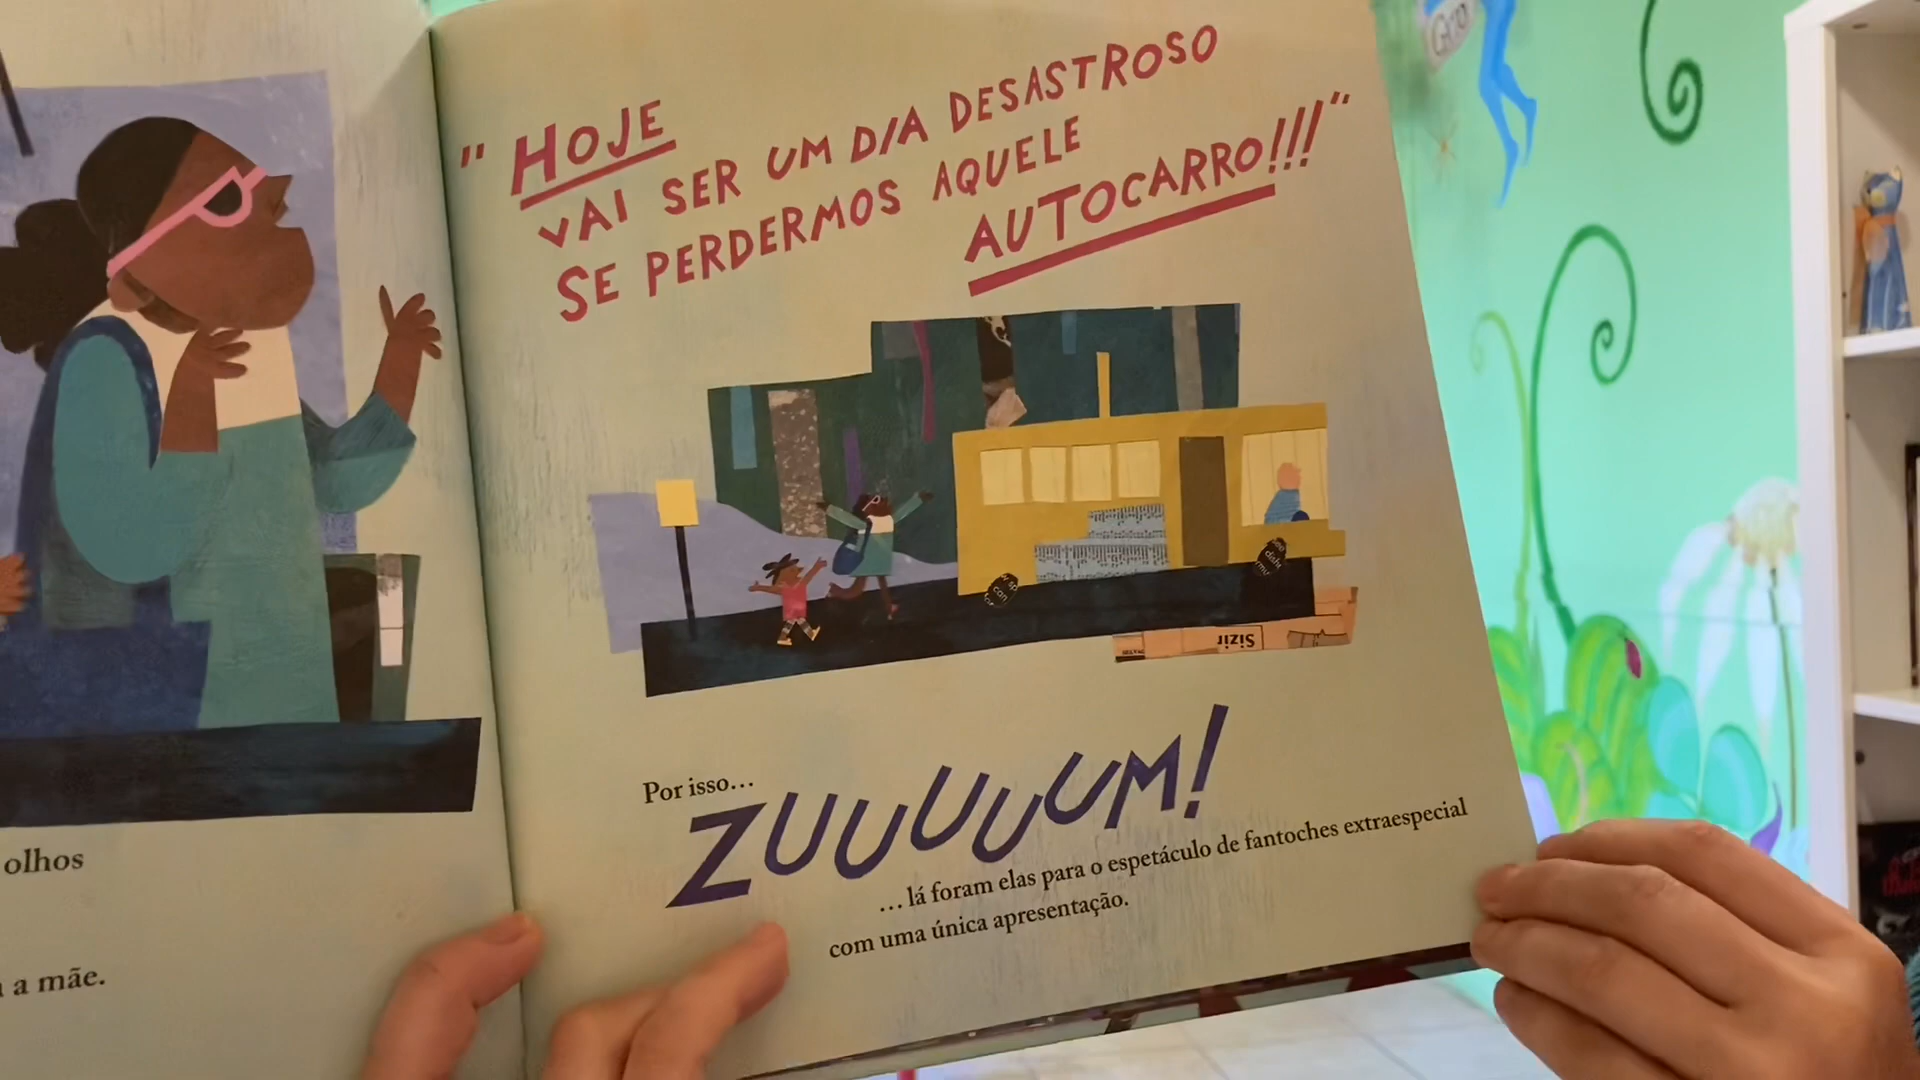 olhos
a mãe.
"HOJE
VAI SER UM DIA DESASTROSO
SE PERDERMOS AQUELE
AUTOCARRO!!!"
Sizir
Por isso…
ZUUUUUUM!
…lá foram elas para o espetáculo de fantoches extraespecial
com uma única apresentação.